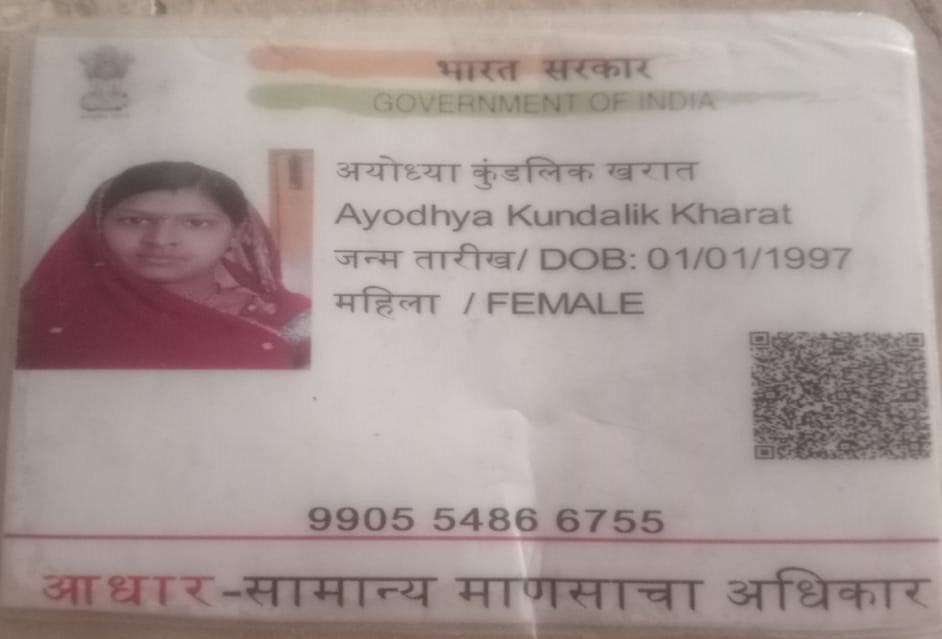 भारत सरकार
GOVERNMENT OF INDIA
अयोध्या कुंडलिक खरात
Ayodhya Kundalik Kharat
जन्म तारीख/ DOB: 01/01/1997
महिला / FEMALE
9905 5486 6755
आधार-सामान्य माणसाचा अधिकार